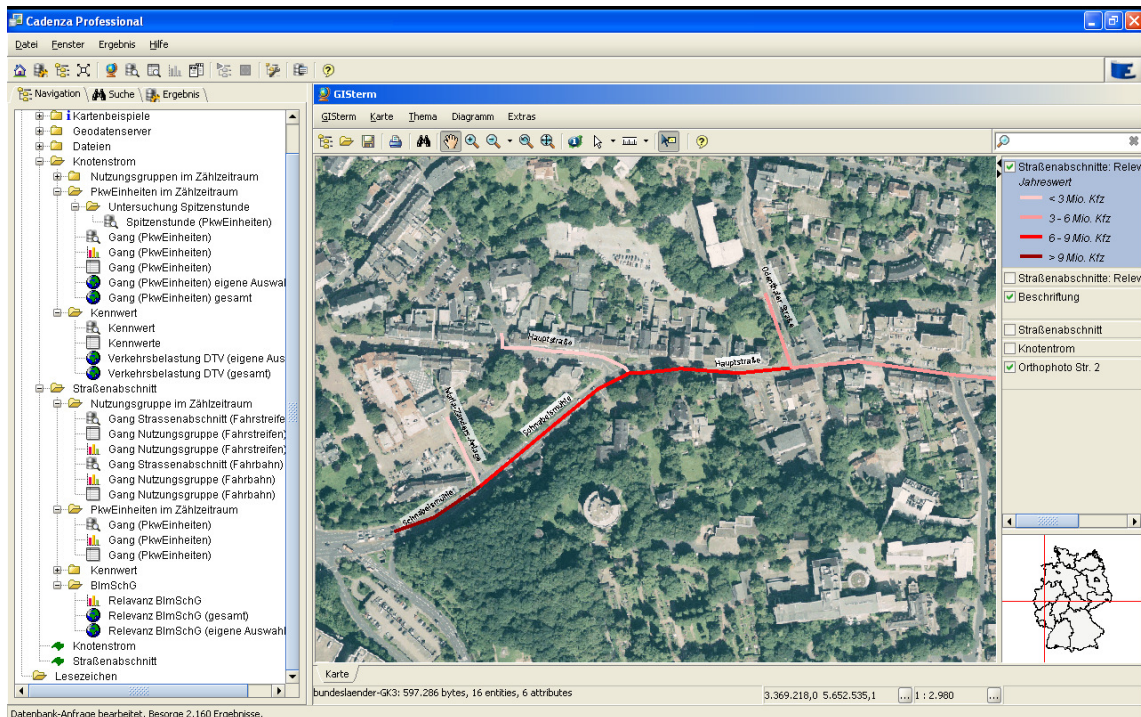 Cadenza Professional
Datei Fenster Ergebnis Hilfe
Navigation Suche Ergebnis
Kartenbeispiele
Geodatenserver
Dateien
Knotenstrom
Nutzungsgruppen im Zählzeitraum
PkwEinheiten im Zählzeitraum
Untersuchung Spitzenstunde
Spitzenstunde (PkwEinheiten)
Gang (PkwEinheiten)
Gang (PkwEinheiten)
Gang (PkwEinheiten)
Gang (PkwEinheiten) eigene Auswal
Gang (PkwEinheiten) gesamt
Kennwert
Kennwert
Kennwerte
Verkehrsbelastung DTV (eigene Aus
Verkehrsbelastung DTV (gesamt)
Straßenabschnitt
Nutzungsgruppe im Zählzeitraum
Gang Strassenabschnitt (Fahrstreife
Gang Nutzungsgruppe (Fahrstreifen)
Gang Nutzungsgruppe (Fahrstreifen)
Gang Strassenabschnitt (Fahrbahn)
Gang Nutzungsgruppe (Fahrbahn)
Gang Nutzungsgruppe (Fahrbahn)
PkwEinheiten im Zählzeitraum
Gang (PkwEinheiten)
Gang (PkwEinheiten)
Gang (PkwEinheiten)
Kennwert
BImSchG
Relevanz BImSchG
Relevanz BImSchG (gesamt)
Relevanz BImSchG (eigene Auswahl
Knotenstrom
Straßenabschnitt
Lesezeichen
Datenbank-Anfrage bearbeitet. Besorge 2.160 Ergebnisse.
GISterm
GISterm Karte Thema Diagramm Extras
Odenthaler Straße
Hauptstraße
Hauptstraße
Schnabelsmühle
Schnabelsmühle
Straßenabschnitte: Relev
Jahreswert
< 3 Mio. Kfz
3 - 6 Mio. Kfz
6 - 9 Mio. Kfz
> 9 Mio. Kfz
Straßenabschnitte: Relev
Beschriftung
Straßenabschnitt
Knotentrom
Orthophoto Str. 2
Karte
bundeslaender-GK3: 597.286 bytes, 16 entities, 6 attributes
3.369.218,0 5.652.535,1 ... 1 : 2.980 ...